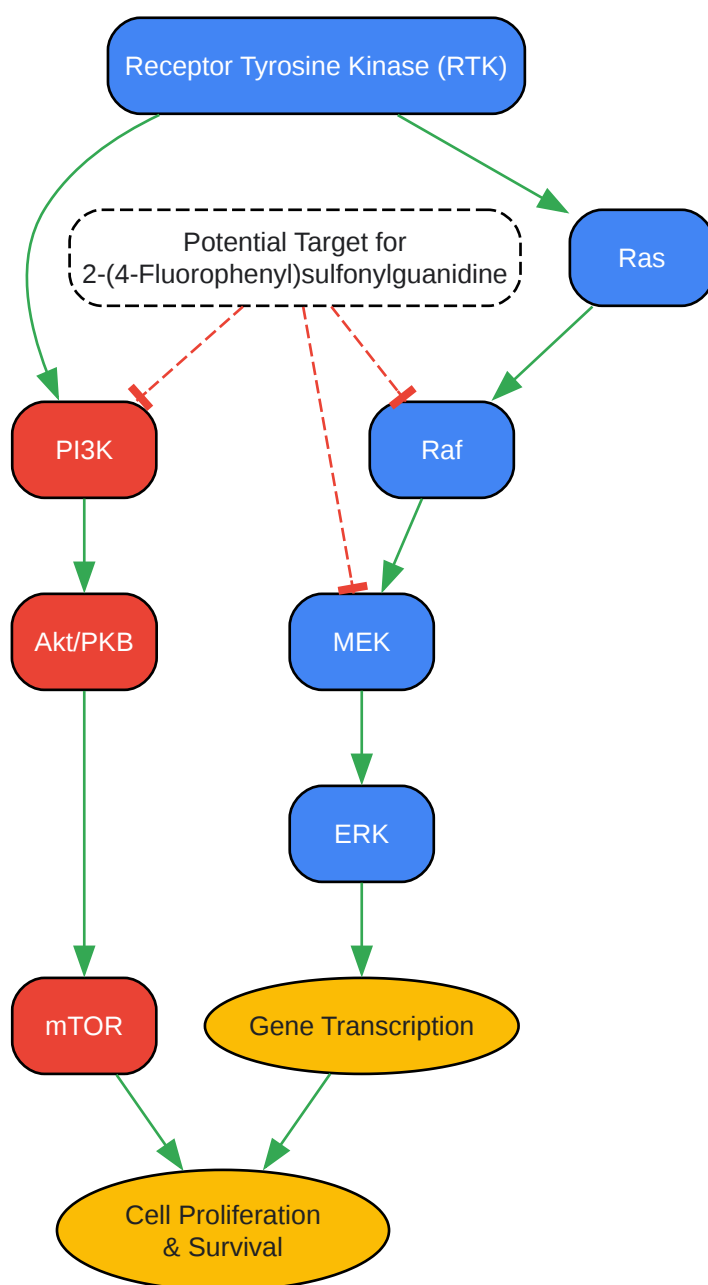 Receptor Tyrosine Kinase (RTK)
Potential Target for
2-(4-Fluorophenyl)sulfonylguanidine
Ras
PI3K
Raf
Akt/PKB
MEK
ERK
mTOR
Gene Transcription
Cell Proliferation
& Survival